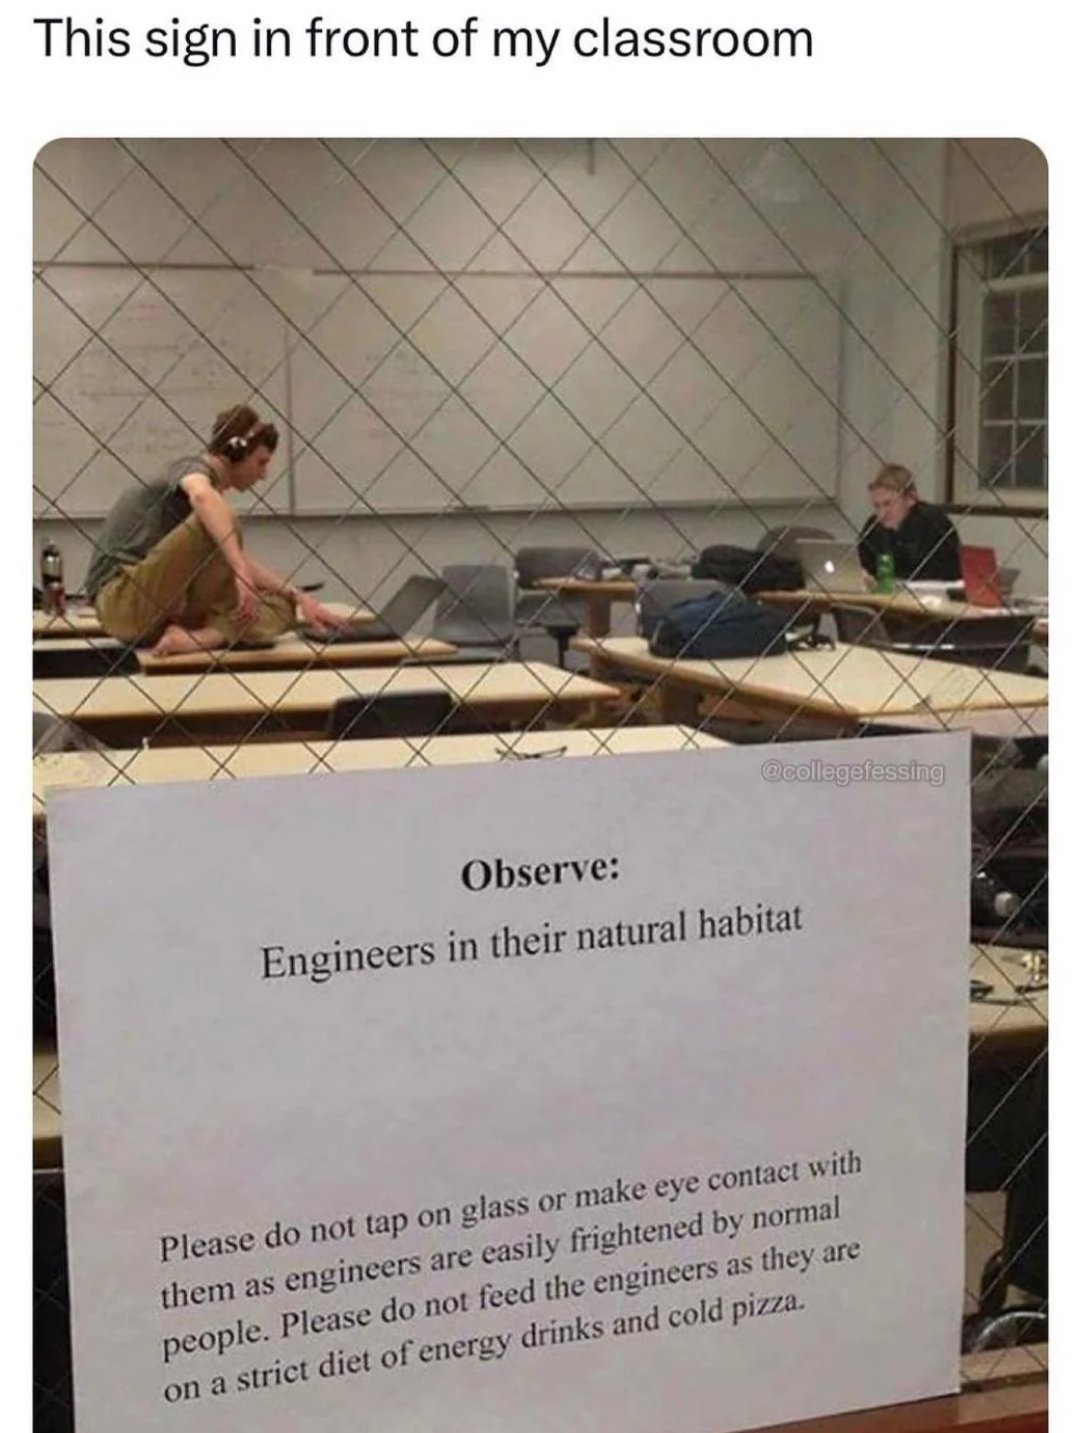 This sign in front of my classroom
@collegefessing
Observe:
Engineers in their natural habitat
Please do not tap on glass or make eye contact with
them as engineers are easily frightened by normal
people. Please do not feed the engineers as they are
on a strict diet of energy drinks and cold pizza.